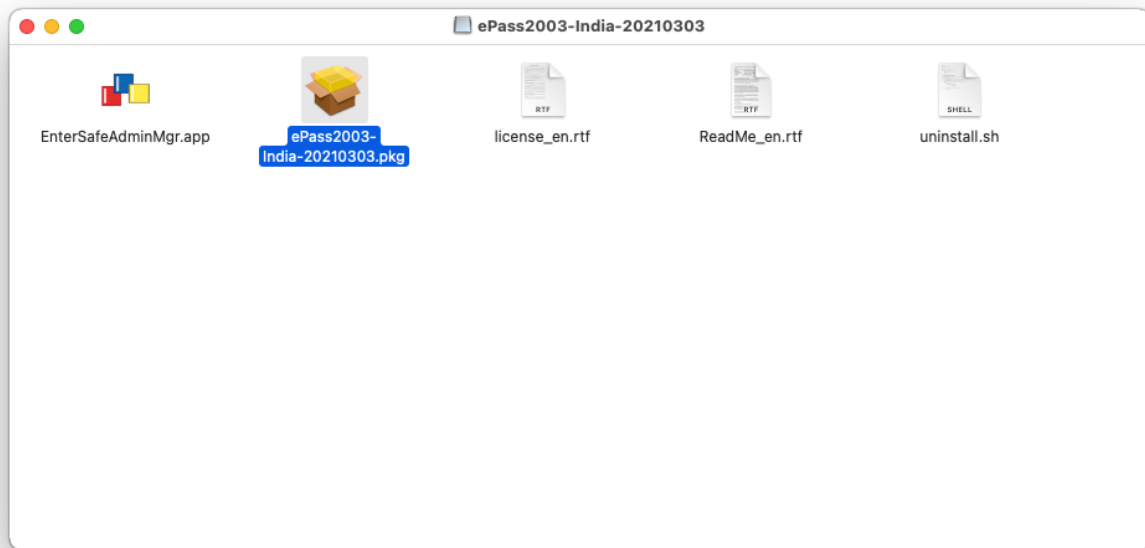 ePass2003-India-20210303
EnterSafeAdminMgr.app
ePass2003-
India-20210303.pkg
RTF
license_en.rtf
RTF
ReadMe_en.rtf
SHELL
uninstall.sh